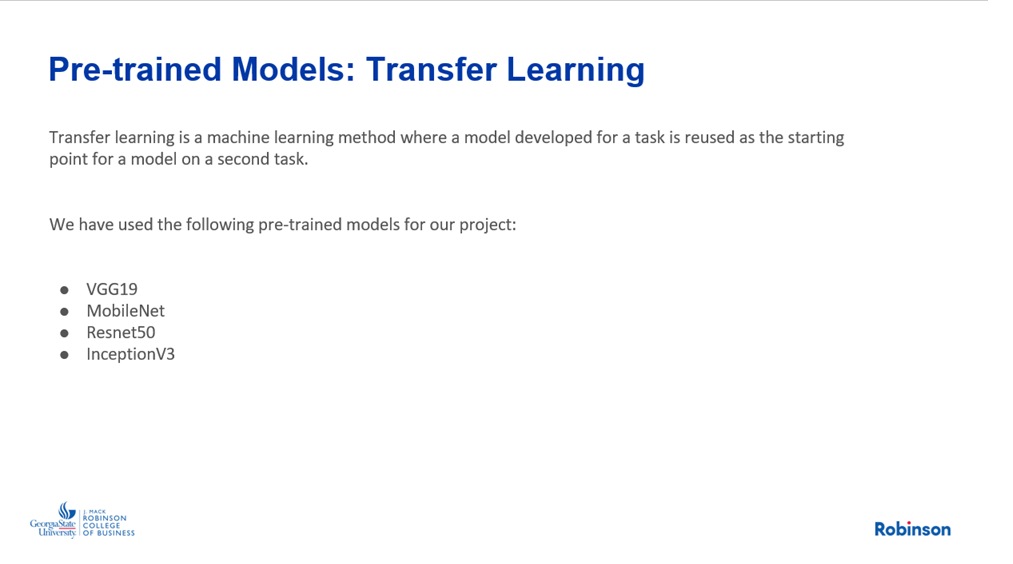 Pre-trained Models: Transfer Learning
Transfer learning is a machine learning method where a model developed for a task is reused as the starting
point for a model on a second task.
We have used the following pre-trained models for our project:
● VGG19
● MobileNet
● Resnet50
● InceptionV3
GeorgiaState
University
J. MACK
ROBINSON
COLLEGE
OF BUSINESS
Robinson